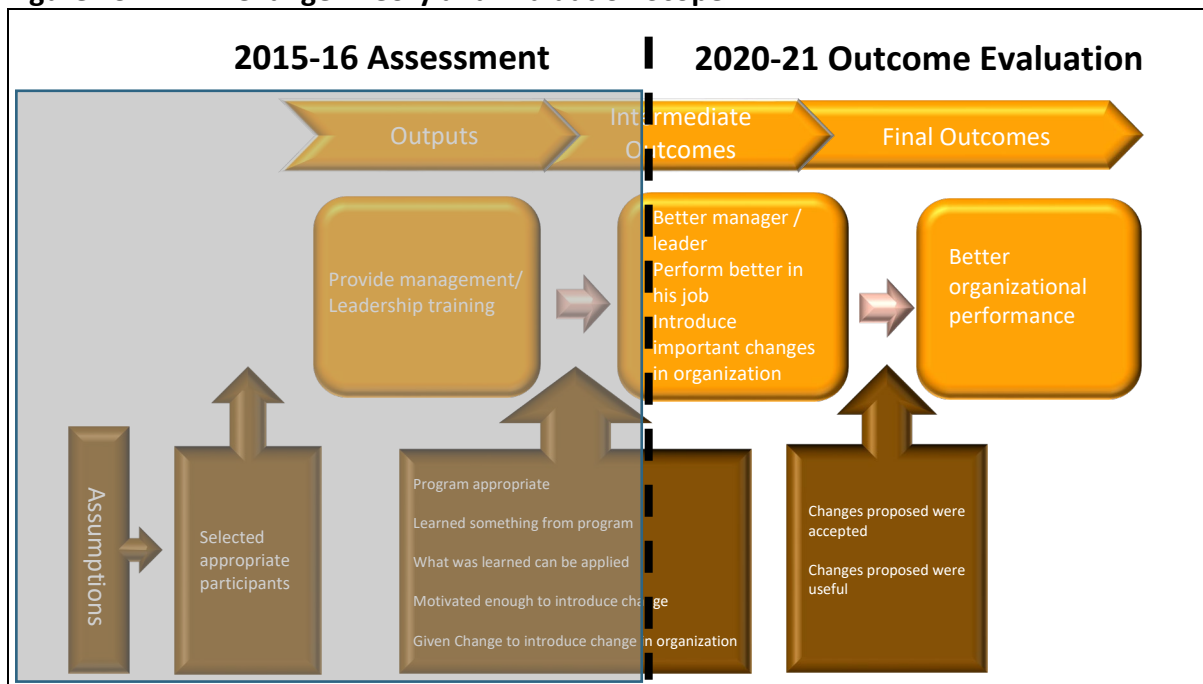 2015-16 Assessment
2020-21 Outcome Evaluation
Outputs
Intermediate
Outcomes
Final Outcomes
Provide management/
Leadership training
Better manager /
leader
Perform better in
his job
Introduce
important changes
in organization
Better
organizational
performance
Assumptions
Selected
appropriate
participants
Program appropriate
Learned something from program
What was learned can be applied
Motivated enough to introduce change
Given Change to introduce change in organization
Changes proposed were
accepted
Changes proposed were
useful